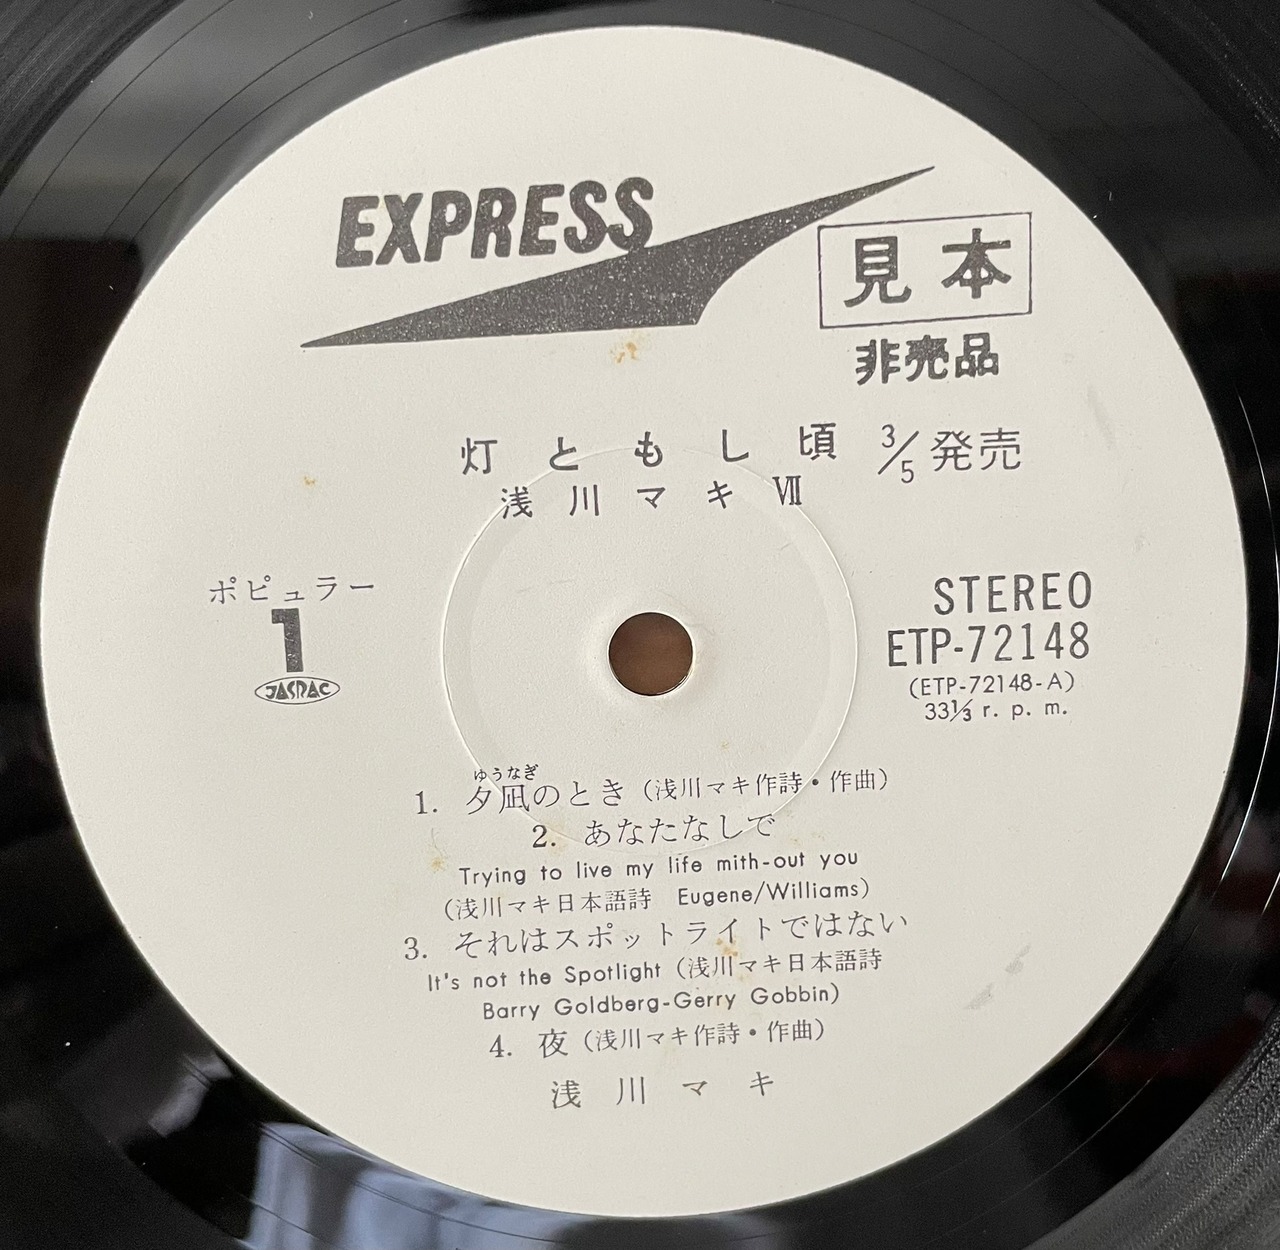 EXPRESS
見本
非売品
灯ともし頃 3/5発売
浅川マキ Ⅶ
ポピュラー
1
JASRAC
STEREO
ETP-72148
(ETP-72148-A)
33⅓ r. p. m.
ゆうなぎ
1. 夕凪のとき(浅川マキ作詩・作曲)
2. あなたなしで
Trying to live my life mith-out you
(浅川マキ日本語詩 Eugene/Williams)
3. それはスポットライトではない
It's not the Spotlight (浅川マキ日本語詩
Barry Goldberg-Gerry Gobbin)
4. 夜(浅川マキ作詩・作曲)
浅川マキ